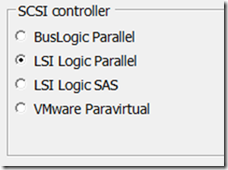 SCSI controller
BusLogic Parallel
LSI Logic Parallel
LSI Logic SAS
VMware Paravirtual